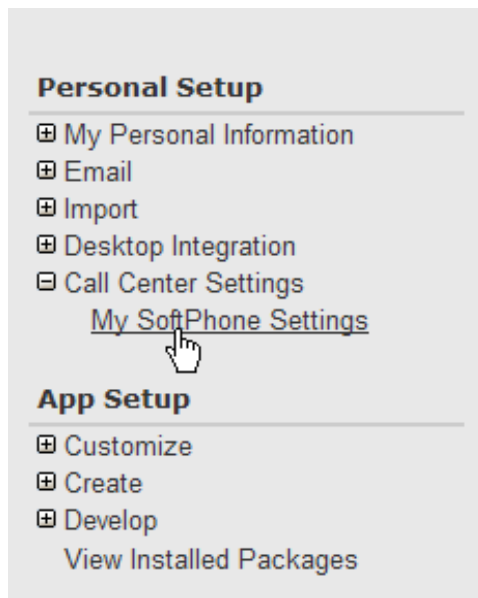 Personal Setup
My Personal Information
Email
Import
Desktop Integration
Call Center Settings
My SoftPhone Settings
App Setup
Customize
Create
Develop
View Installed Packages